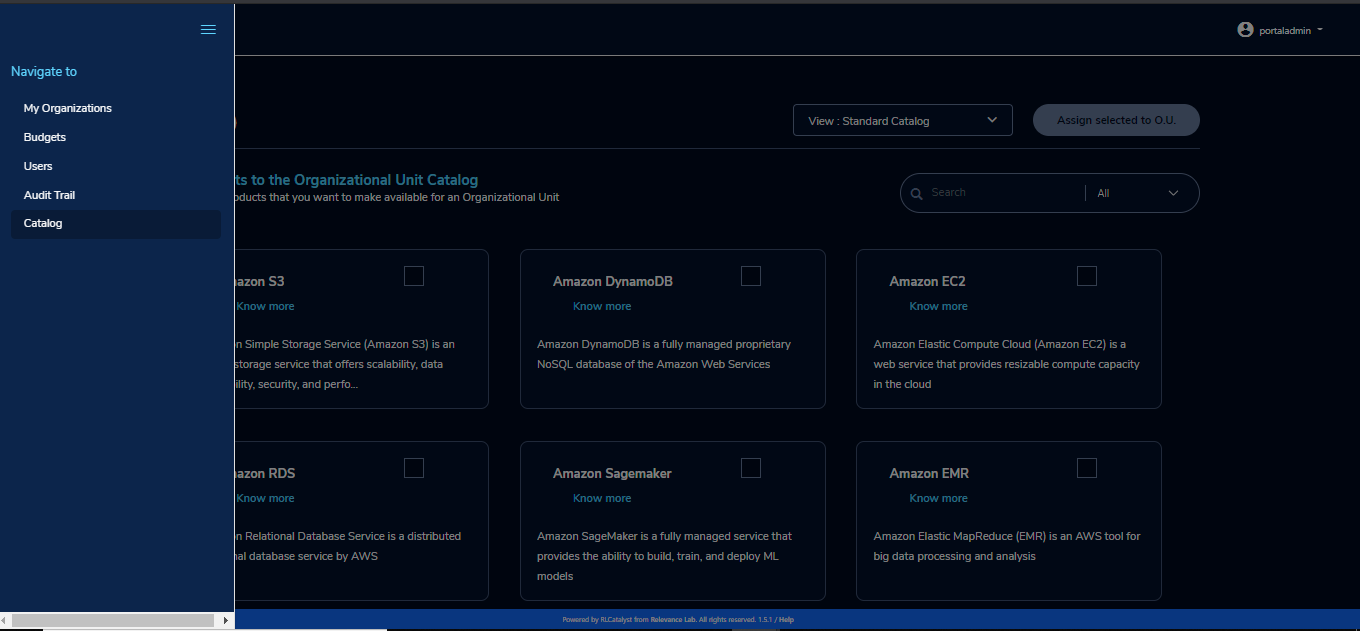 portaladmin
Navigate to
My Organizations
Budgets
Users
Audit Trail
Catalog
View : Standard Catalog
Assign selected to O.U.
ts to the Organizational Unit Catalog
oducts that you want to make available for an Organizational Unit
Search
All
azon S3
Know more
n Simple Storage Service (Amazon S3) is an
storage service that offers scalability, data
ility, security, and perfo...
Amazon DynamoDB
Know more
Amazon DynamoDB is a fully managed proprietary
NoSQL database of the Amazon Web Services
Amazon EC2
Know more
Amazon Elastic Compute Cloud (Amazon EC2) is a
web service that provides resizable compute capacity
in the cloud
azon RDS
Know more
n Relational Database Service is a distributed
nal database service by AWS
Amazon Sagemaker
Know more
Amazon SageMaker is a fully managed service that
provides the ability to build, train, and deploy ML
models
Amazon EMR
Know more
Amazon Elastic MapReduce (EMR) is an AWS tool for
big data processing and analysis
Powered by RLCatalyst from Relevance Lab. All rights reserved. 1.5.1 / Help